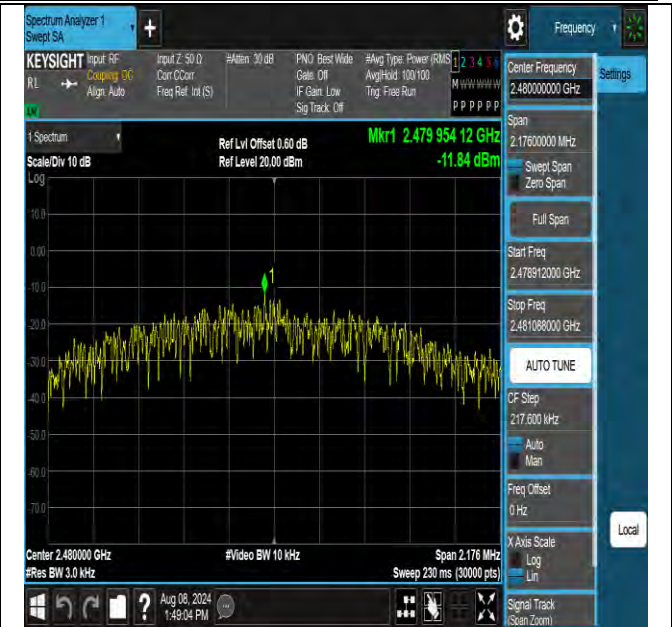 Spectrum Analyzer 1
Swept SA
+
Frequency
KEYSIGHT
RL
Input: RF
Coupling: DC
Align: Auto
Input Z: 50 Ω
Corr CCorr
Freq Ref: Int (S)
#Atten: 30 dB
PNO: Best Wide
Gate: Off
IF Gain: Low
Sig Track: Off
#Avg Type: Power (RMS
Avg|Hold: 100/100
Trig: Free Run
1 2 3 4 5 6
M W W W W W
P P P P P P
1 Spectrum
Scale/Div 10 dB
Log
Ref Lvl Offset 0.60 dB
Ref Level 20.00 dBm
Mkr1 2.479 954 12 GHz
-11.84 dBm
10.0
0.00
-10.0
-20.0
-30.0
-40.0
-50.0
-60.0
-70.0
1
Center 2.480000 GHz
#Res BW 3.0 kHz
#Video BW 10 kHz
Span 2.176 MHz
Sweep 230 ms (30000 pts)
?
Aug 08, 2024
1:49:04 PM
Center Frequency
2.480000000 GHz
Span
2.17600000 MHz
Swept Span
Zero Span
Full Span
Start Freq
2.478912000 GHz
Stop Freq
2.481088000 GHz
AUTO TUNE
CF Step
217.600 kHz
Auto
Man
Freq Offset
0 Hz
X Axis Scale
Log
Lin
Signal Track
(Span Zoom)
Settings
Local